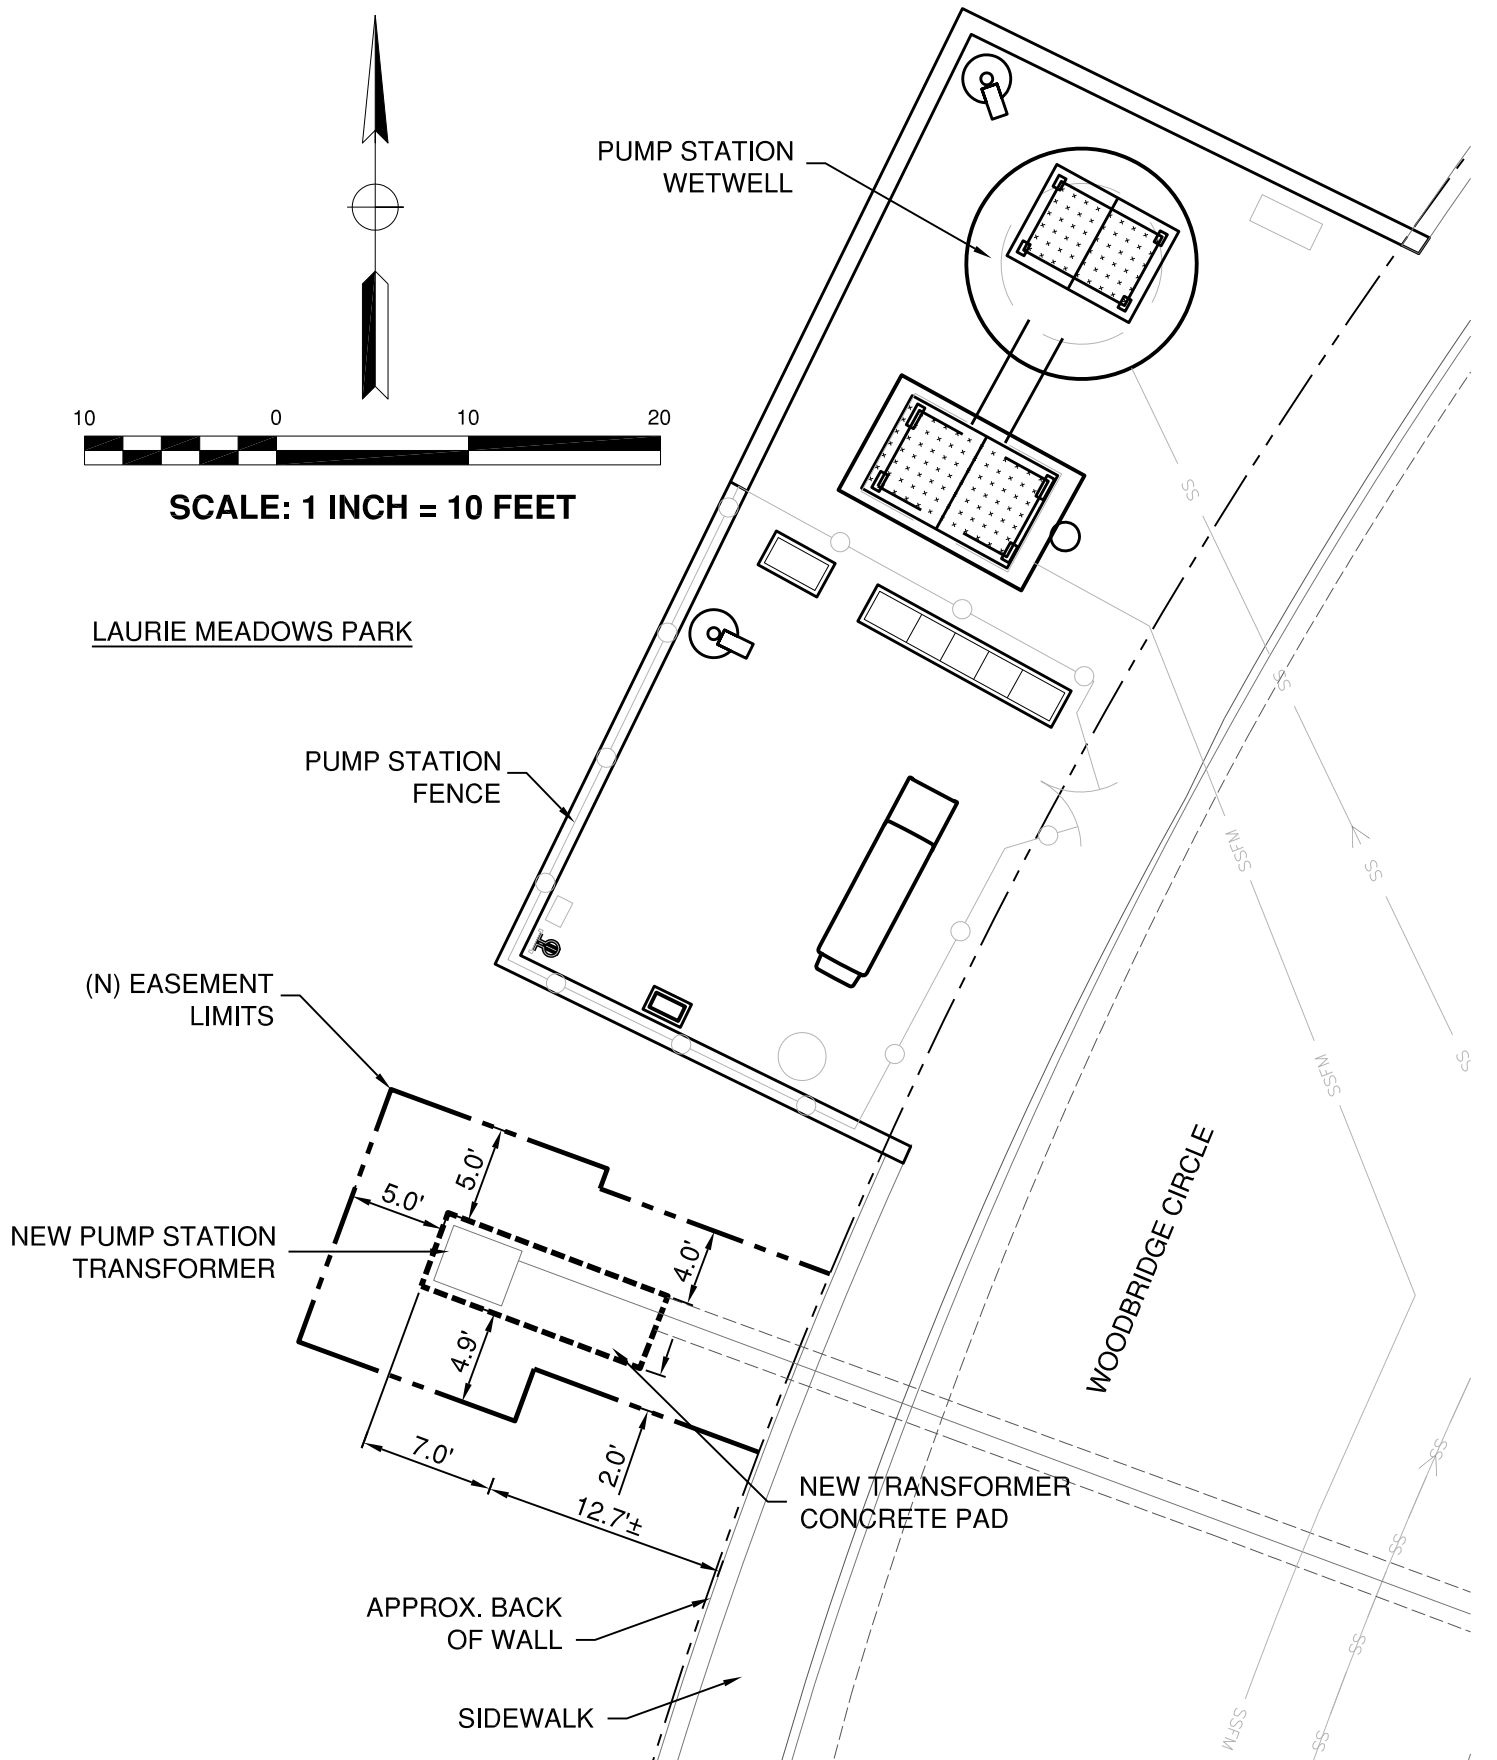 PUMP STATION
WETWELL
10 0 10 20
SCALE: 1 INCH = 10 FEET
SS
LAURIE MEADOWS PARK
SS
PUMP STATION
FENCE
SSFM
SS
(N) EASEMENT
LIMITS
SS
SSFM
5.0'
5.0'
NEW PUMP STATION
TRANSFORMER
4.0'
WOODBRIDGE CIRCLE
4.9'
7.0'
2.0'
12.7'±
NEW TRANSFORMER
CONCRETE PAD
SS
SS
APPROX. BACK
OF WALL
SS
SIDEWALK
SSFM
SS